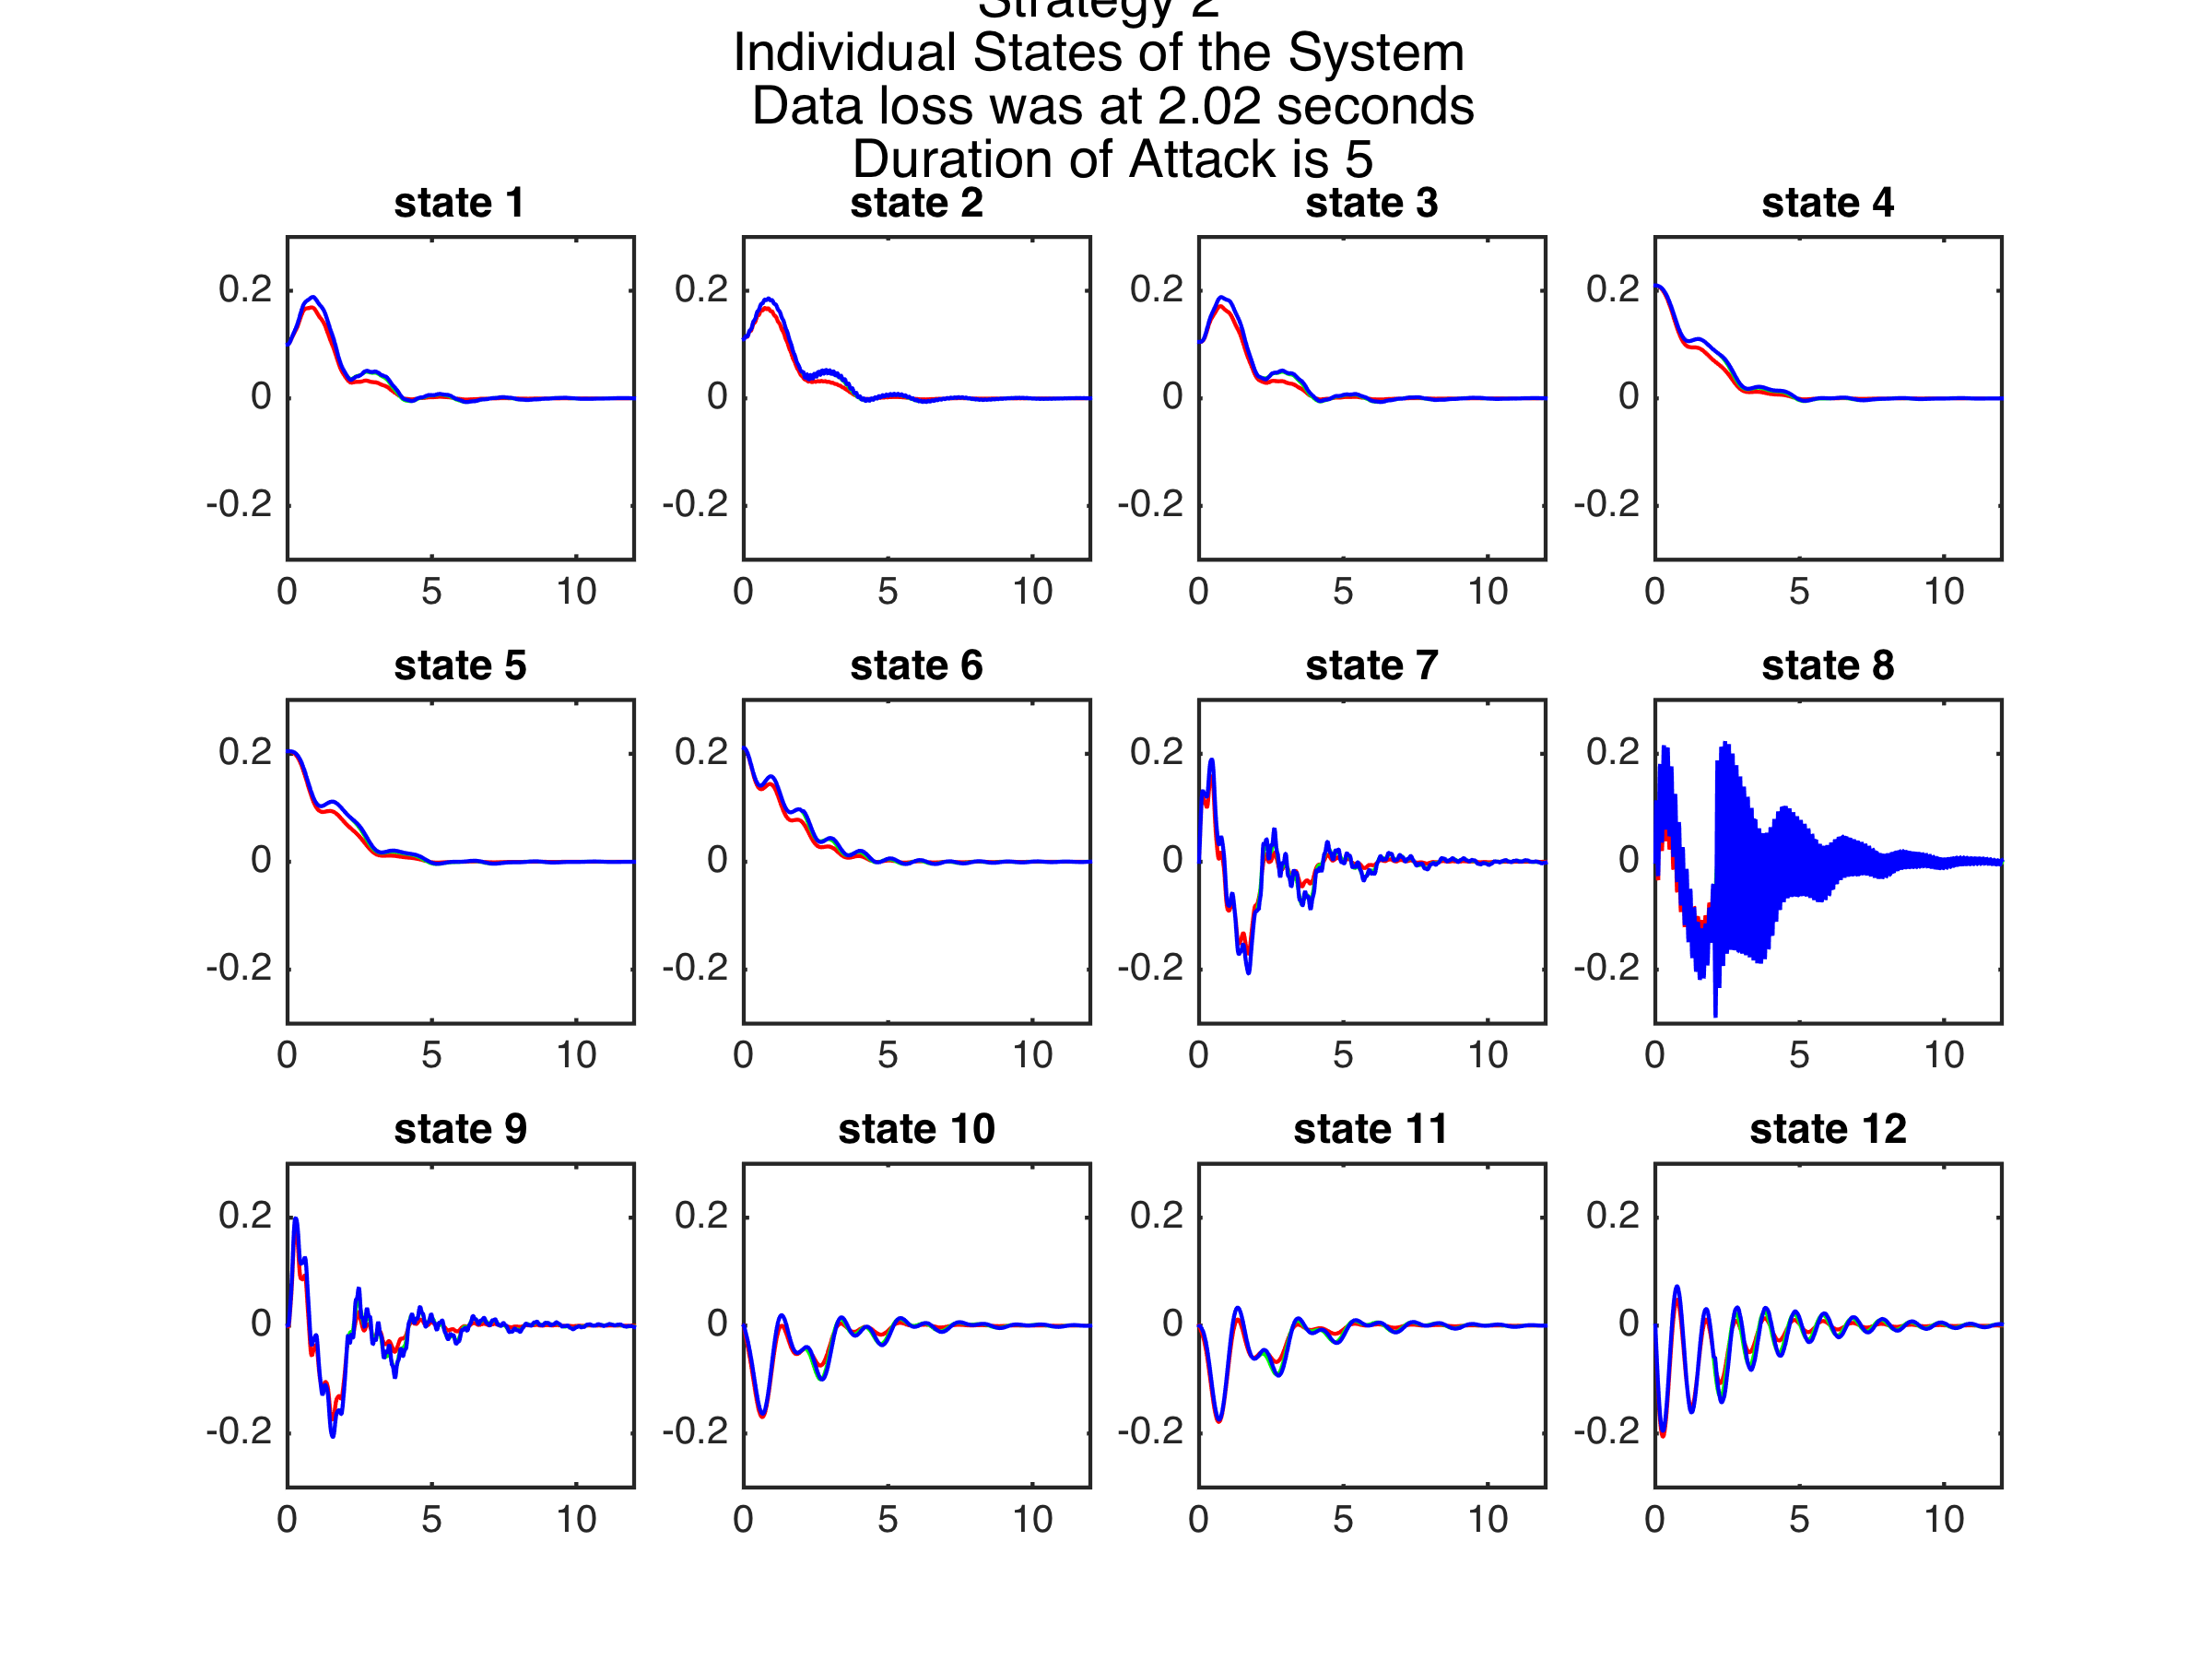 Strategy 2
Individual States of the System
Data loss was at 2.02 seconds
Duration of Attack is 5
state 1 state 2 state 3 state 4
0.2 0.2 0.2 0.2
0 0 0 0
-0.2 -0.2 -0.2 -0.2
0 5 10 0 5 10 0 5 10 0 5 10
state 5 state 6 state 7 state 8
0.2 0.2 0.2 0.2
0 0 0 0
-0.2 -0.2 -0.2 -0.2
0 5 10 0 5 10 0 5 10 0 5 10
state 9 state 10 state 11 state 12
0.2 0.2 0.2 0.2
0 0 0 0
-0.2 -0.2 -0.2 -0.2
0 5 10 0 5 10 0 5 10 0 5 10